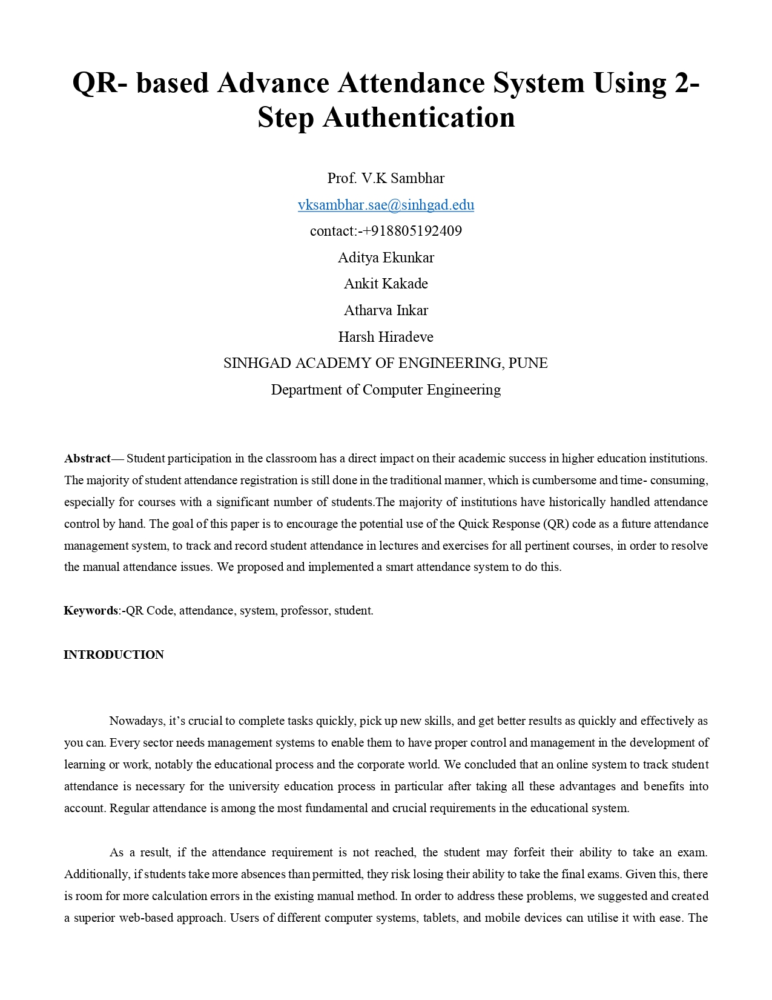 QR- based Advance Attendance System Using 2-
Step Authentication
Prof. V.K Sambhar
vksambhar.sae@sinhgad.edu
contact:-+918805192409
Aditya Ekunkar
Ankit Kakade
Atharva Inkar
Harsh Hiradeve
SINHGAD ACADEMY OF ENGINEERING, PUNE
Department of Computer Engineering
Abstract— Student participation in the classroom has a direct impact on their academic success in higher education institutions.
The majority of student attendance registration is still done in the traditional manner, which is cumbersome and time- consuming,
especially for courses with a significant number of students.The majority of institutions have historically handled attendance
control by hand. The goal of this paper is to encourage the potential use of the Quick Response (QR) code as a future attendance
management system, to track and record student attendance in lectures and exercises for all pertinent courses, in order to resolve
the manual attendance issues. We proposed and implemented a smart attendance system to do this.
Keywords:-QR Code, attendance, system, professor, student.
INTRODUCTION
Nowadays, it’s crucial to complete tasks quickly, pick up new skills, and get better results as quickly and effectively as
you can. Every sector needs management systems to enable them to have proper control and management in the development of
learning or work, notably the educational process and the corporate world. We concluded that an online system to track student
attendance is necessary for the university education process in particular after taking all these advantages and benefits into
account. Regular attendance is among the most fundamental and crucial requirements in the educational system.
As a result, if the attendance requirement is not reached, the student may forfeit their ability to take an exam.
Additionally, if students take more absences than permitted, they risk losing their ability to take the final exams. Given this, there
is room for more calculation errors in the existing manual method. In order to address these problems, we suggested and created
a superior web-based approach. Users of different computer systems, tablets, and mobile devices can utilise it with ease. The